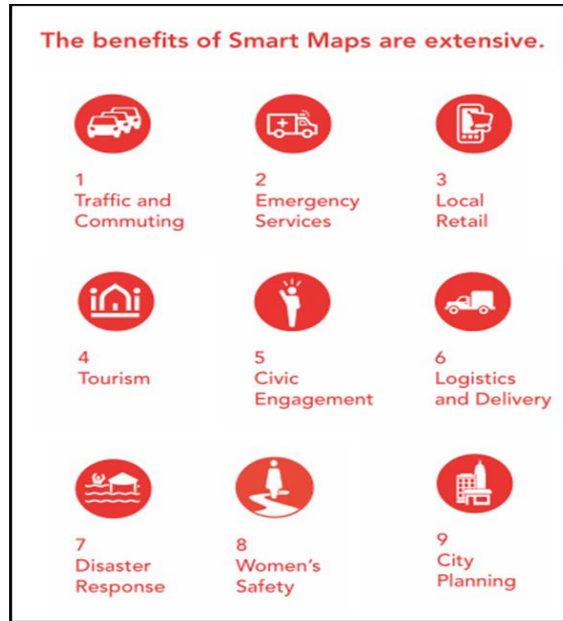 The benefits of Smart Maps are extensive.
1
Traffic and
Commuting
2
Emergency
Services
3
Local
Retail
4
Tourism
5
Civic
Engagement
6
Logistics
and Delivery
7
Disaster
Response
8
Women's
Safety
9
City
Planning